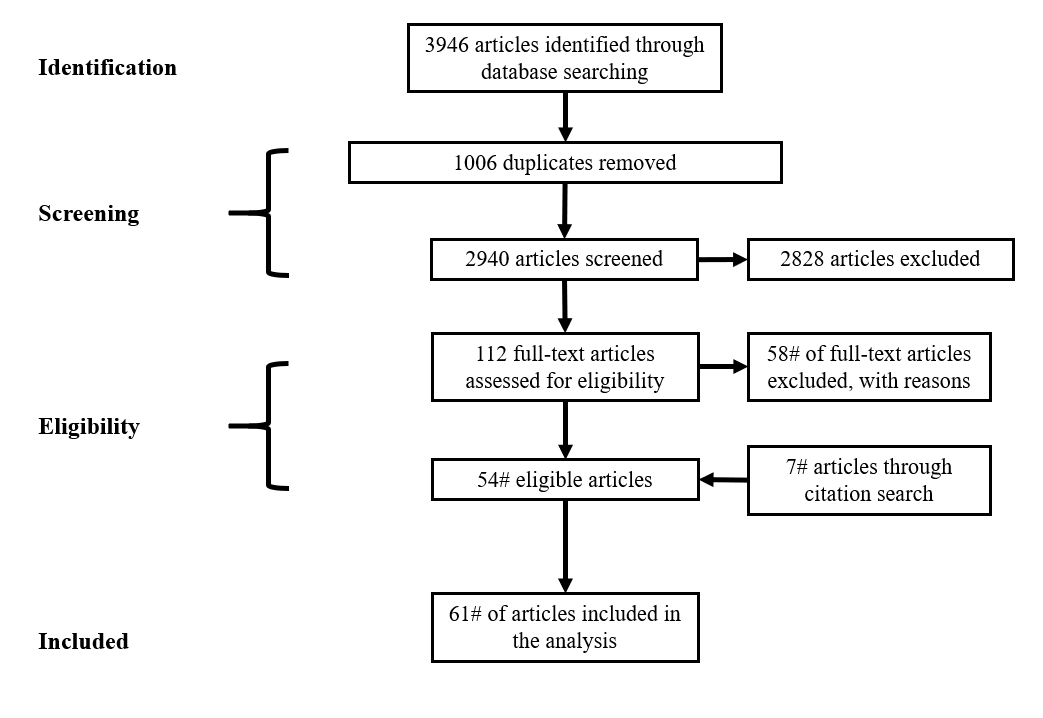 Identification
3946 articles identified through
database searching
1006 duplicates removed
Screening
2940 articles screened
2828 articles excluded
112 full-text articles
assessed for eligibility
58# of full-text articles
excluded, with reasons
Eligibility
54# eligible articles
7# articles through
citation search
61# of articles included in
the analysis
Included